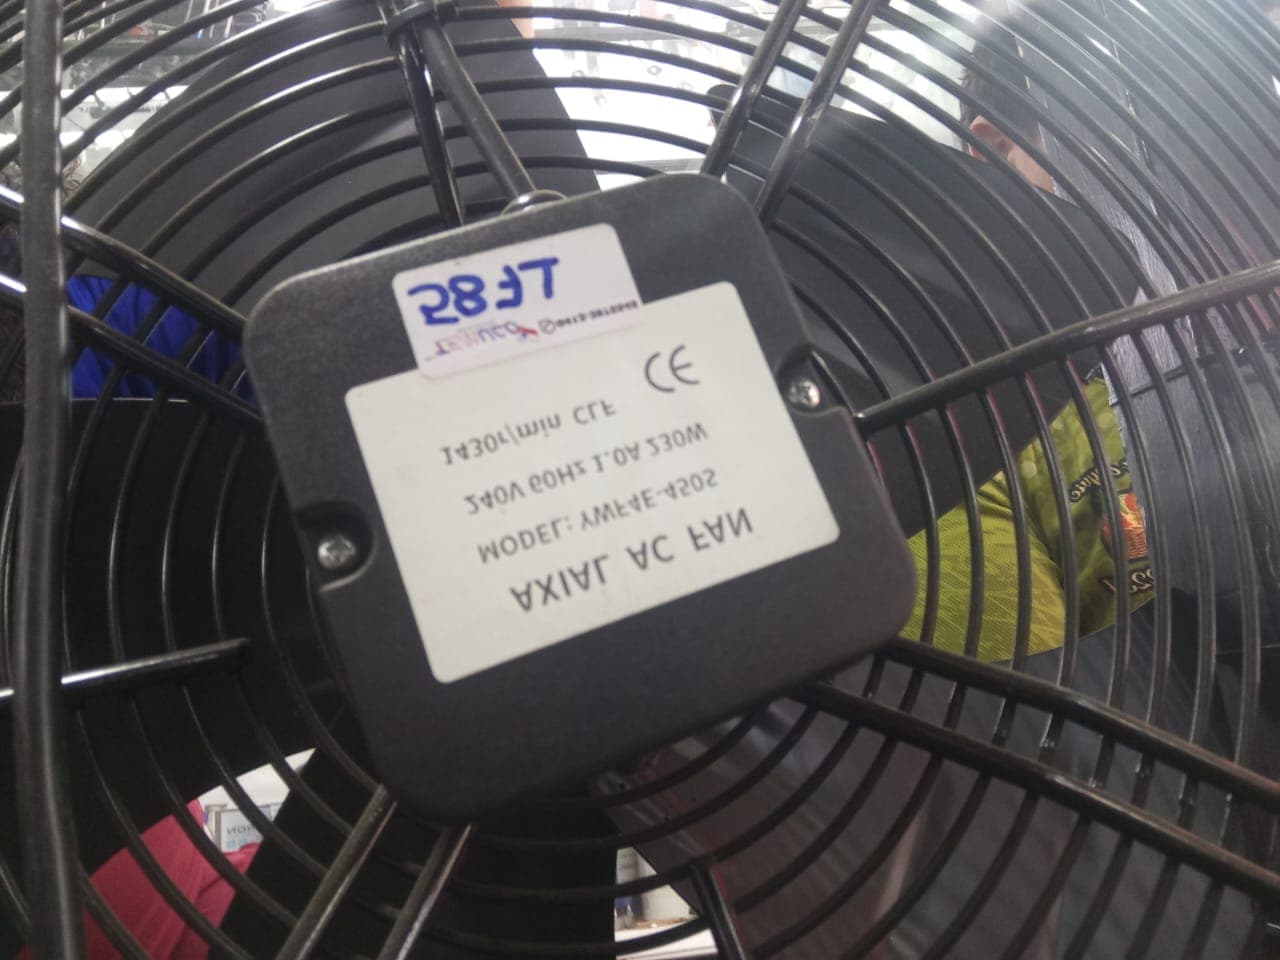 AXIAL AC FAN
MODEL: YWF4E-450S
240V 60Hz 1.0A 230W
1430r/min CLF
CE